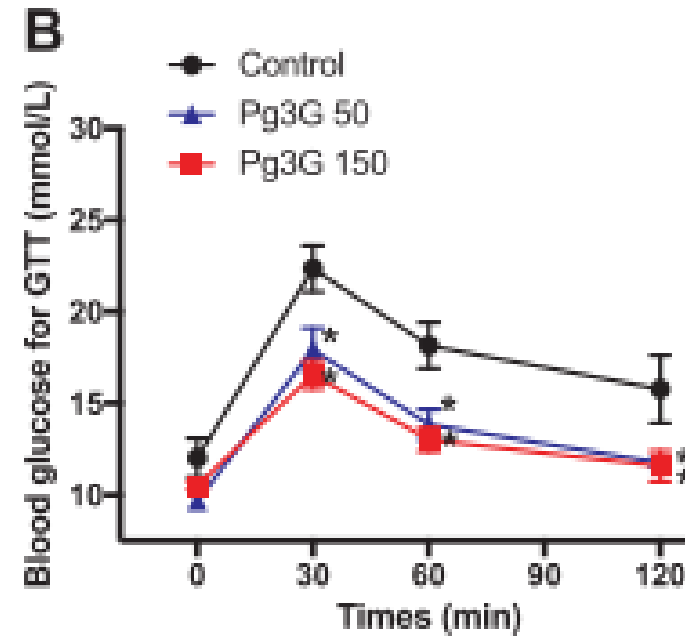 B
Control
Pg3G 50
Pg3G 150
Blood glucose for GTT (mmol/L)
30
25
20
15
10
*
*
*
*
*
*
0
30
60
90
120
Times (min)